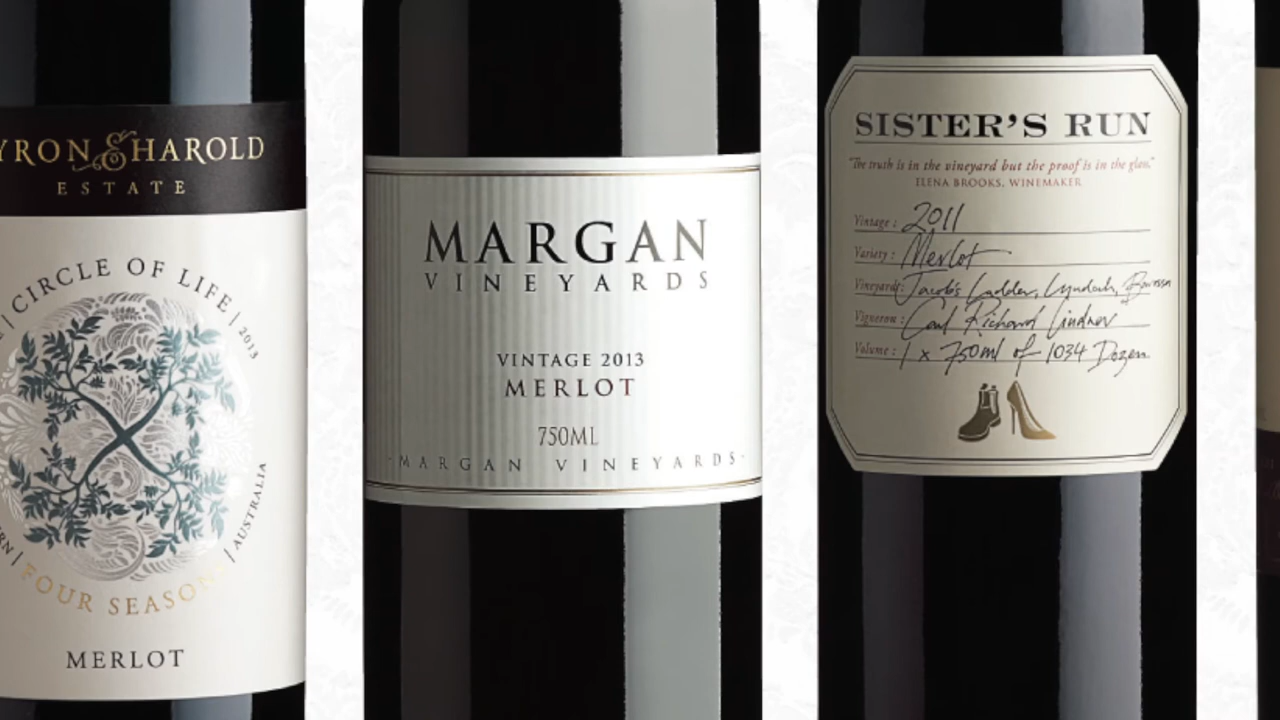 YRON & HAROLD
ESTATE
CIRCLE OF LIFE | 2013
| AUSTRALIA
FOUR SEASONS
MERLOT
MARGAN
VINEYARDS
VINTAGE 2013
MERLOT
750ML
·MARGAN VINEYARDS·
SISTER'S RUN
"The truth is in the vineyard but the proof is in the glass."
ELENA BROOKS, WINEMAKER
Vintage : 2011
Variety : Merlot
Vineyard: Jacob's Ladder, Lyndoch, Barossa
Vigneron : Carl Richard Lindner
Volume : 1 x 750ml of 1034 Dozen